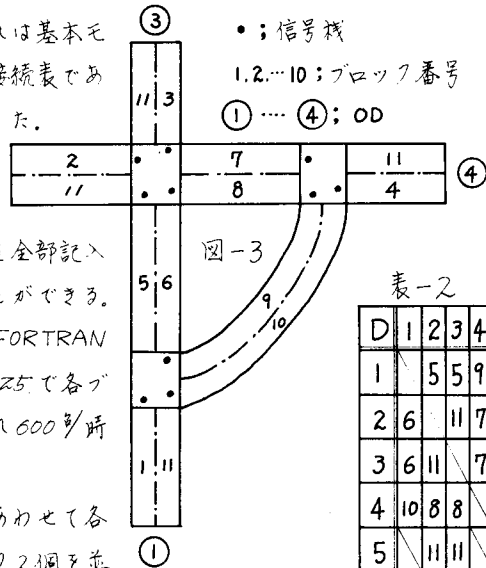 れは基本モ
接続表であ
た。
③
●；信号機
1.2.…10；ブロック番号
①……④；OD
11 3
2
11
7
8
11
4
④
を全部記入
とができる。
FORTRAN
25で各ブ
れ600台/時
あわせて各
り2個を並
図-3
5 6
9
10
1 11
①
表-2
D 1 2 3 4
1 5 5 9
2 6 11 7
3 6 11 7
4 10 8 8
5 11 11